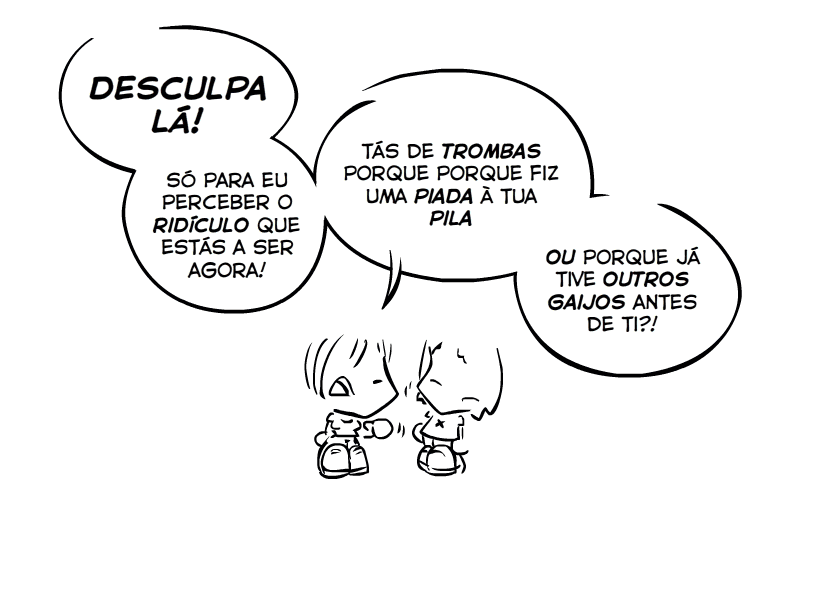 DESCULPA
LÁ!
SÓ PARA EU
PERCEBER O
RIDÍCULO QUE
ESTÁS A SER
AGORA!
TÁS DE TROMBAS
PORQUE PORQUE FIZ
UMA PIADA À TUA
PILA
OU PORQUE JÁ
TIVE OUTROS
GAIJOS ANTES
DE TI?!